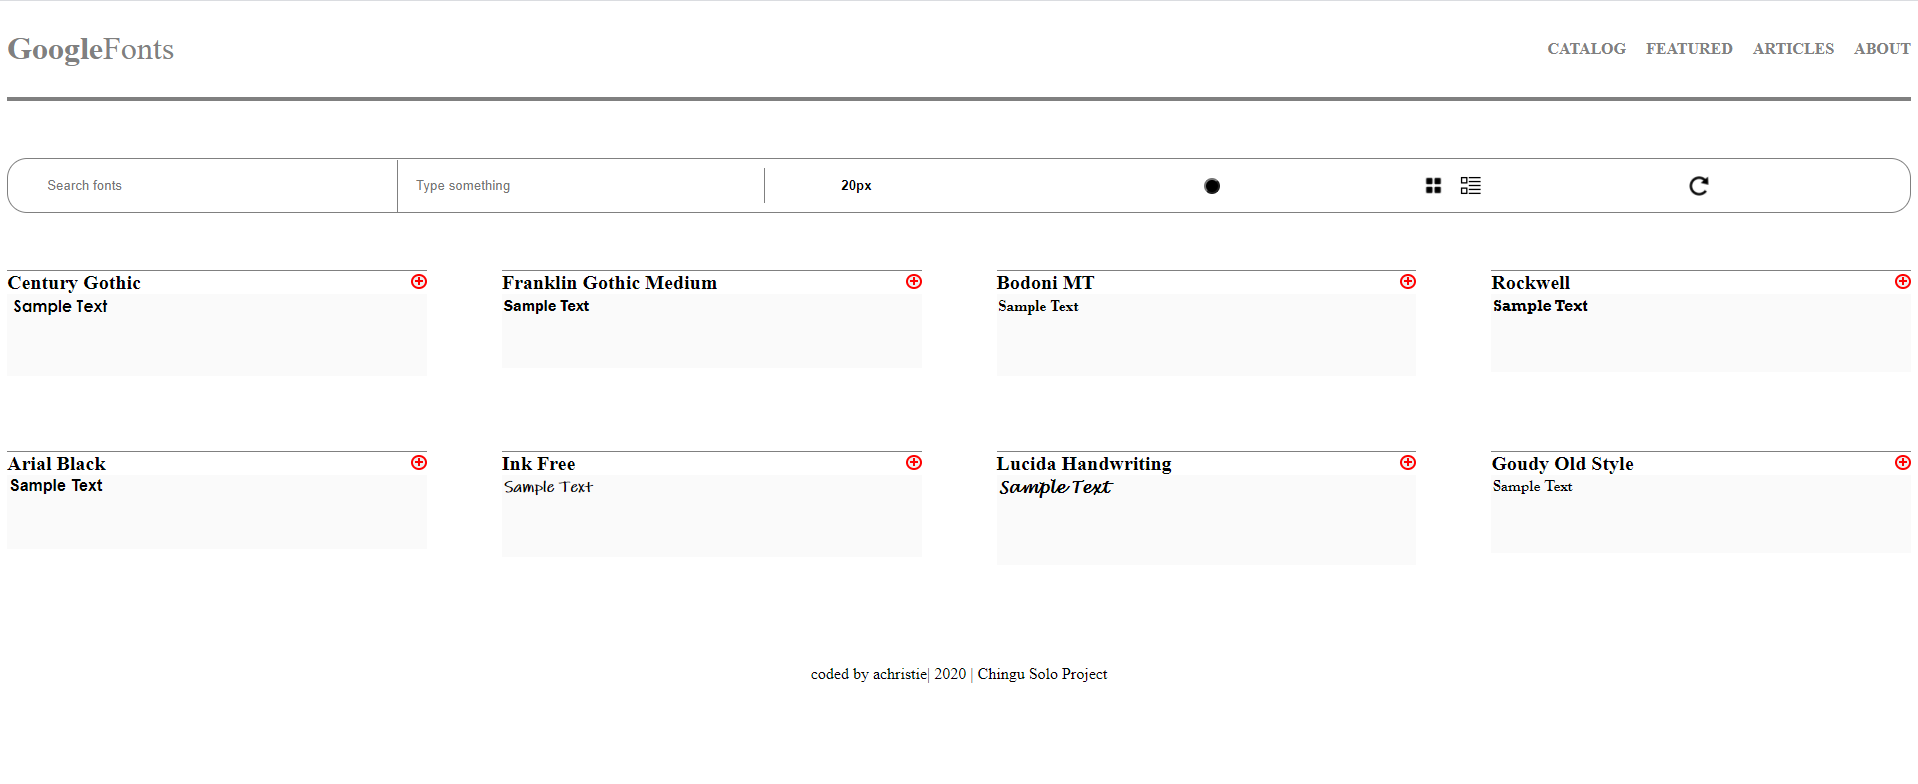 GoogleFonts
CATALOG FEATURED ARTICLES ABOUT
Search fonts Type something 20px
Century Gothic Franklin Gothic Medium Bodoni MT Rockwell
Sample Text Sample Text Sample Text Sample Text
Arial Black Ink Free Lucida Handwriting Goudy Old Style
Sample Text Sample Text Sample Text Sample Text
coded by achristie| 2020 | Chingu Solo Project